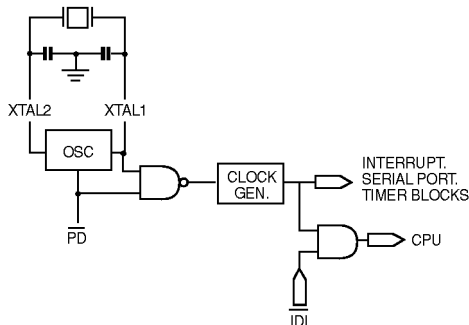 XTAL2
XTAL1
OSC
CLOCK
GEN.
INTERRUPT.
SERIAL PORT.
TIMER BLOCKS
PD
CPU
IDL